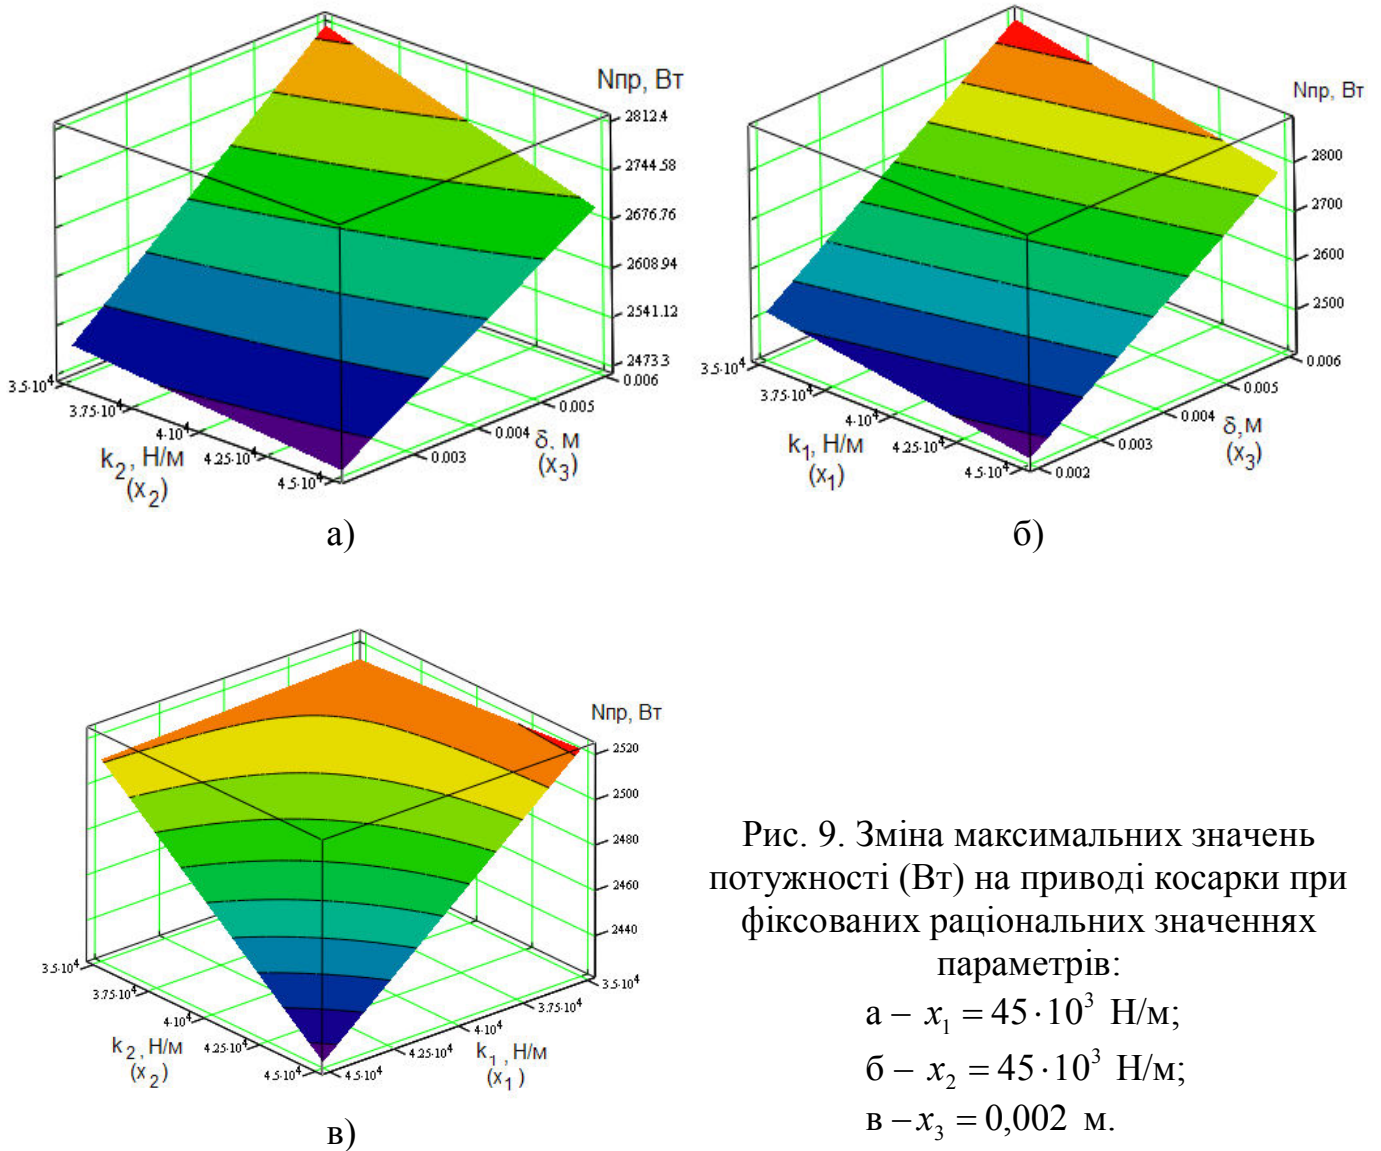 Nпр, Вт
2812.4
2744.58
2676.76
2608.94
2541.12
2473.3
0.006
0.005
0.004
0.003
δ, м
(x₃)
3.5·10⁴
3.75·10⁴
4·10⁴
4.25·10⁴
4.5·10⁴
k₂, Н/м
(x₂)
а)
Nпр, Вт
2800
2700
2600
2500
0.006
0.005
0.004
0.003
0.002
δ,м
(x₃)
3.5·10⁴
3.75·10⁴
4·10⁴
4.25·10⁴
4.5·10⁴
k₁, Н/м
(x₁)
б)
Nпр, Вт
2520
2500
2480
2460
2440
3.5·10⁴
3.75·10⁴
4·10⁴
4.25·10⁴
4.5·10⁴
k₁, Н/м
(x₁)
3.5·10⁴
3.75·10⁴
4·10⁴
4.25·10⁴
4.5·10⁴
k₂, Н/м
(x₂)
в)
Рис. 9. Зміна максимальних значень
потужності (Вт) на приводі косарки при
фіксованих раціональних значеннях
параметрів:
а – x₁ = 45·10³ Н/м;
б – x₂ = 45·10³ Н/м;
в – x₃ = 0,002 м.